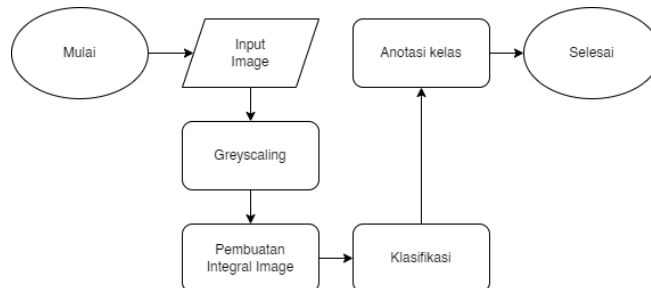 Mulai
Input
Image
Greyscaling
Pembuatan
Integral Image
Klasifikasi
Anotasi kelas
Selesai